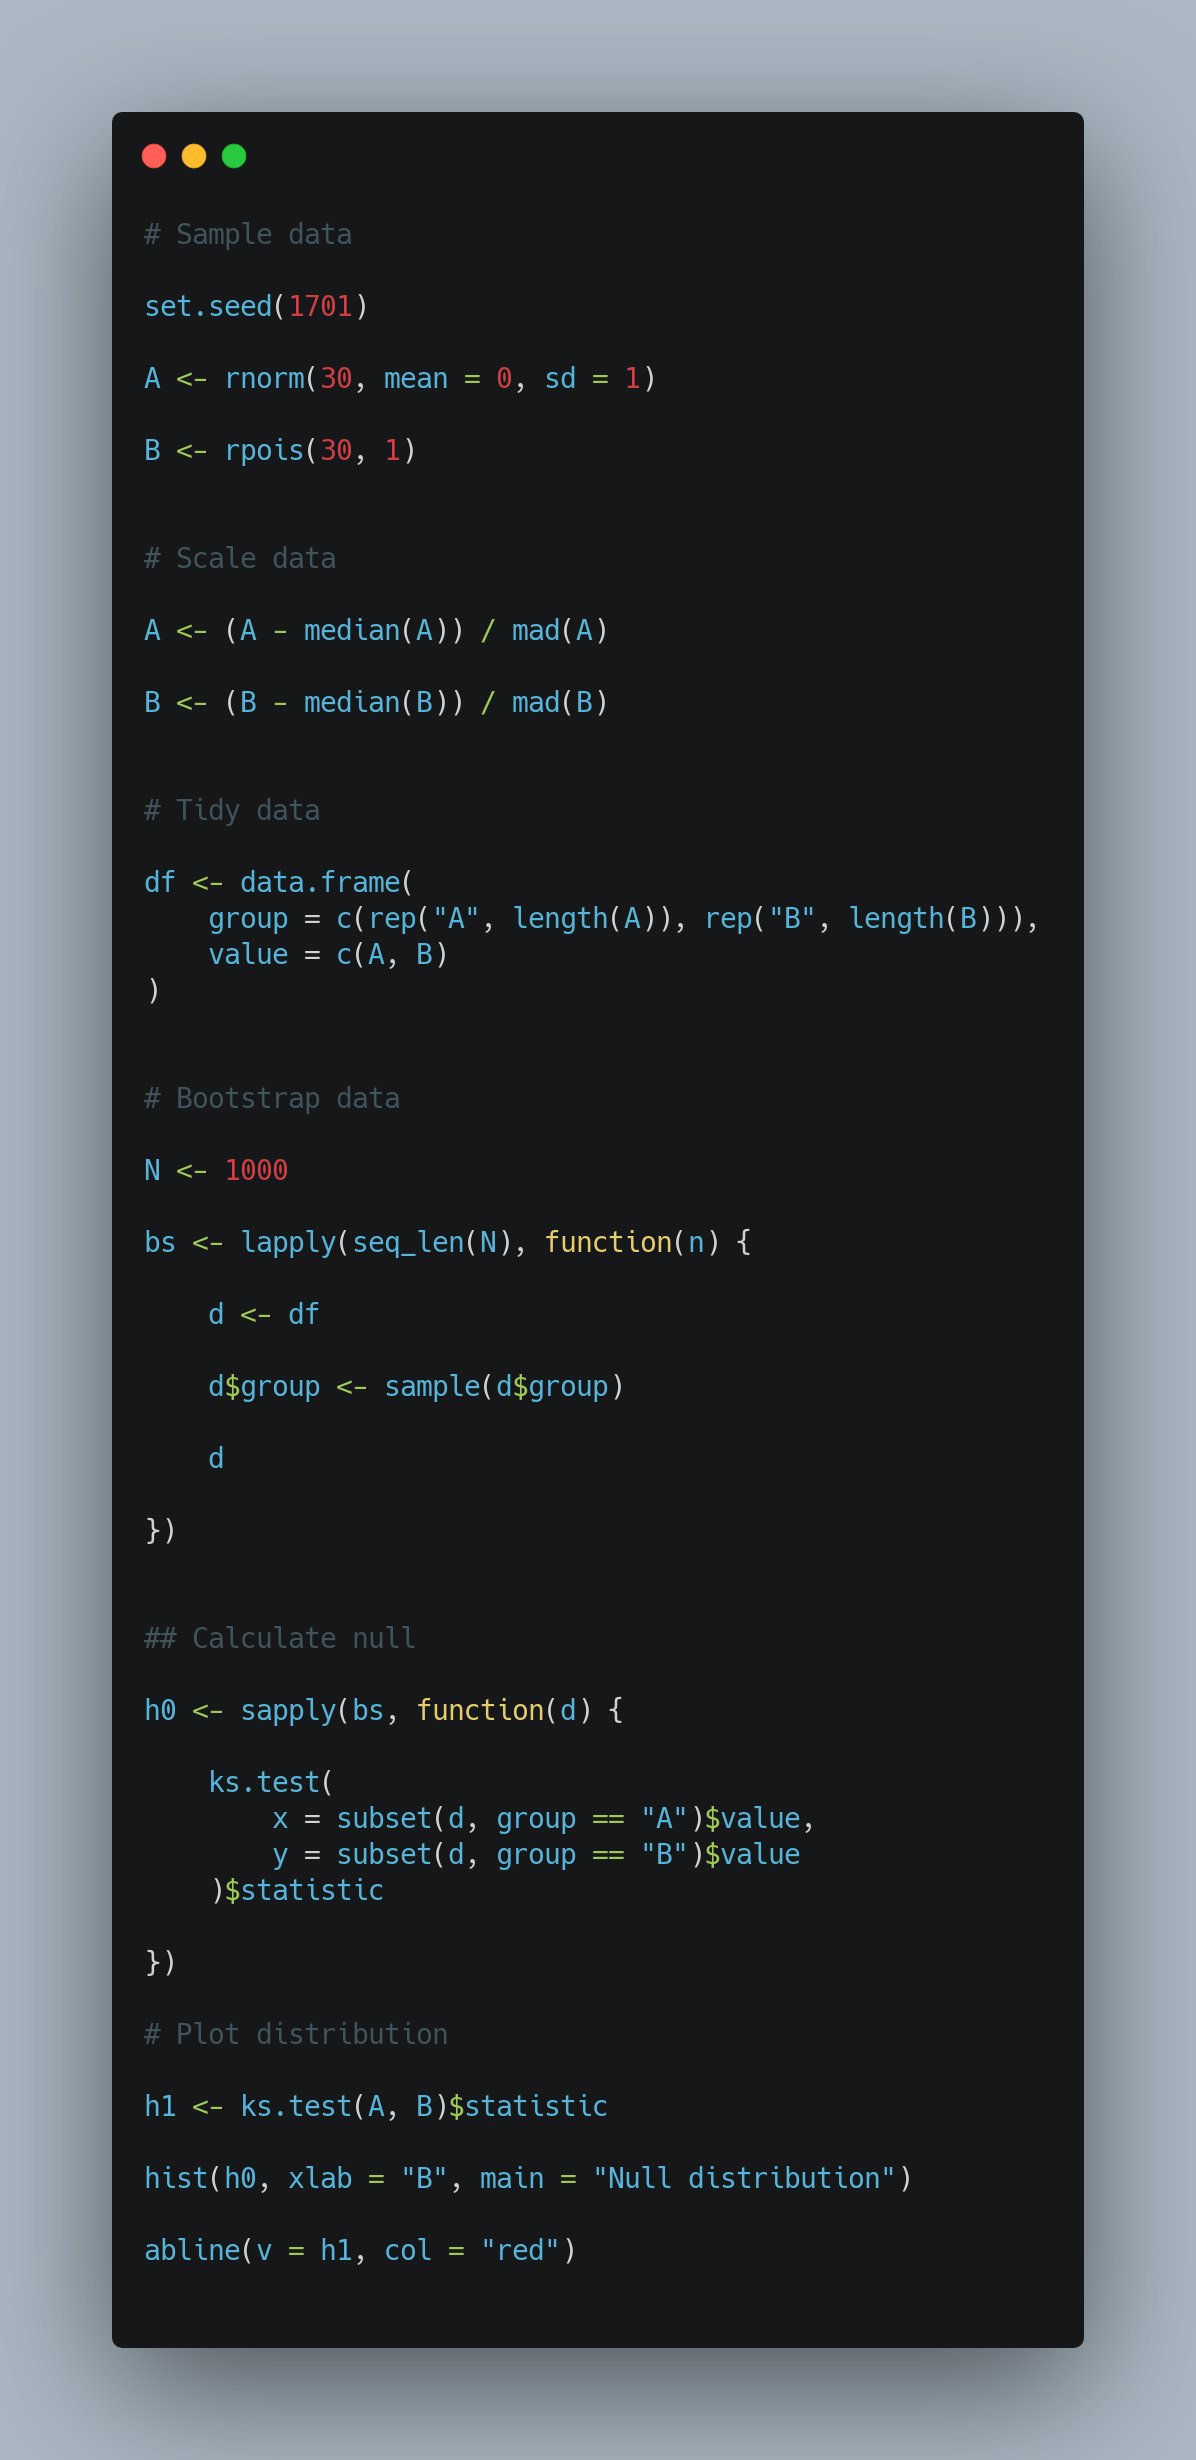 # Sample data
set.seed(1701)
A <- rnorm(30, mean = 0, sd = 1)
B <- rpois(30, 1)
# Scale data
A <- (A - median(A)) / mad(A)
B <- (B - median(B)) / mad(B)
# Tidy data
df <- data.frame(
    group = c(rep("A", length(A)), rep("B", length(B))),
    value = c(A, B)
)
# Bootstrap data
N <- 1000
bs <- lapply(seq_len(N), function(n) {
    d <- df
    d$group <- sample(d$group)
    d
})
## Calculate null
h0 <- sapply(bs, function(d) {
    ks.test(
        x = subset(d, group == "A")$value,
        y = subset(d, group == "B")$value
    )$statistic
})
# Plot distribution
h1 <- ks.test(A, B)$statistic
hist(h0, xlab = "B", main = "Null distribution")
abline(v = h1, col = "red")